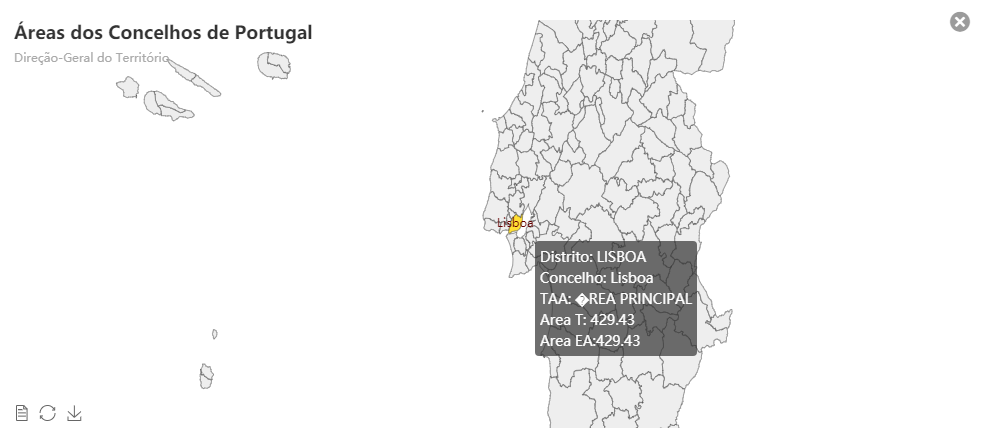 Áreas dos Concelhos de Portugal
Direção-Geral do Território
Lisboa
Distrito: LISBOA
Concelho: Lisboa
TAA: �REA PRINCIPAL
Area T: 429.43
Area EA:429.43